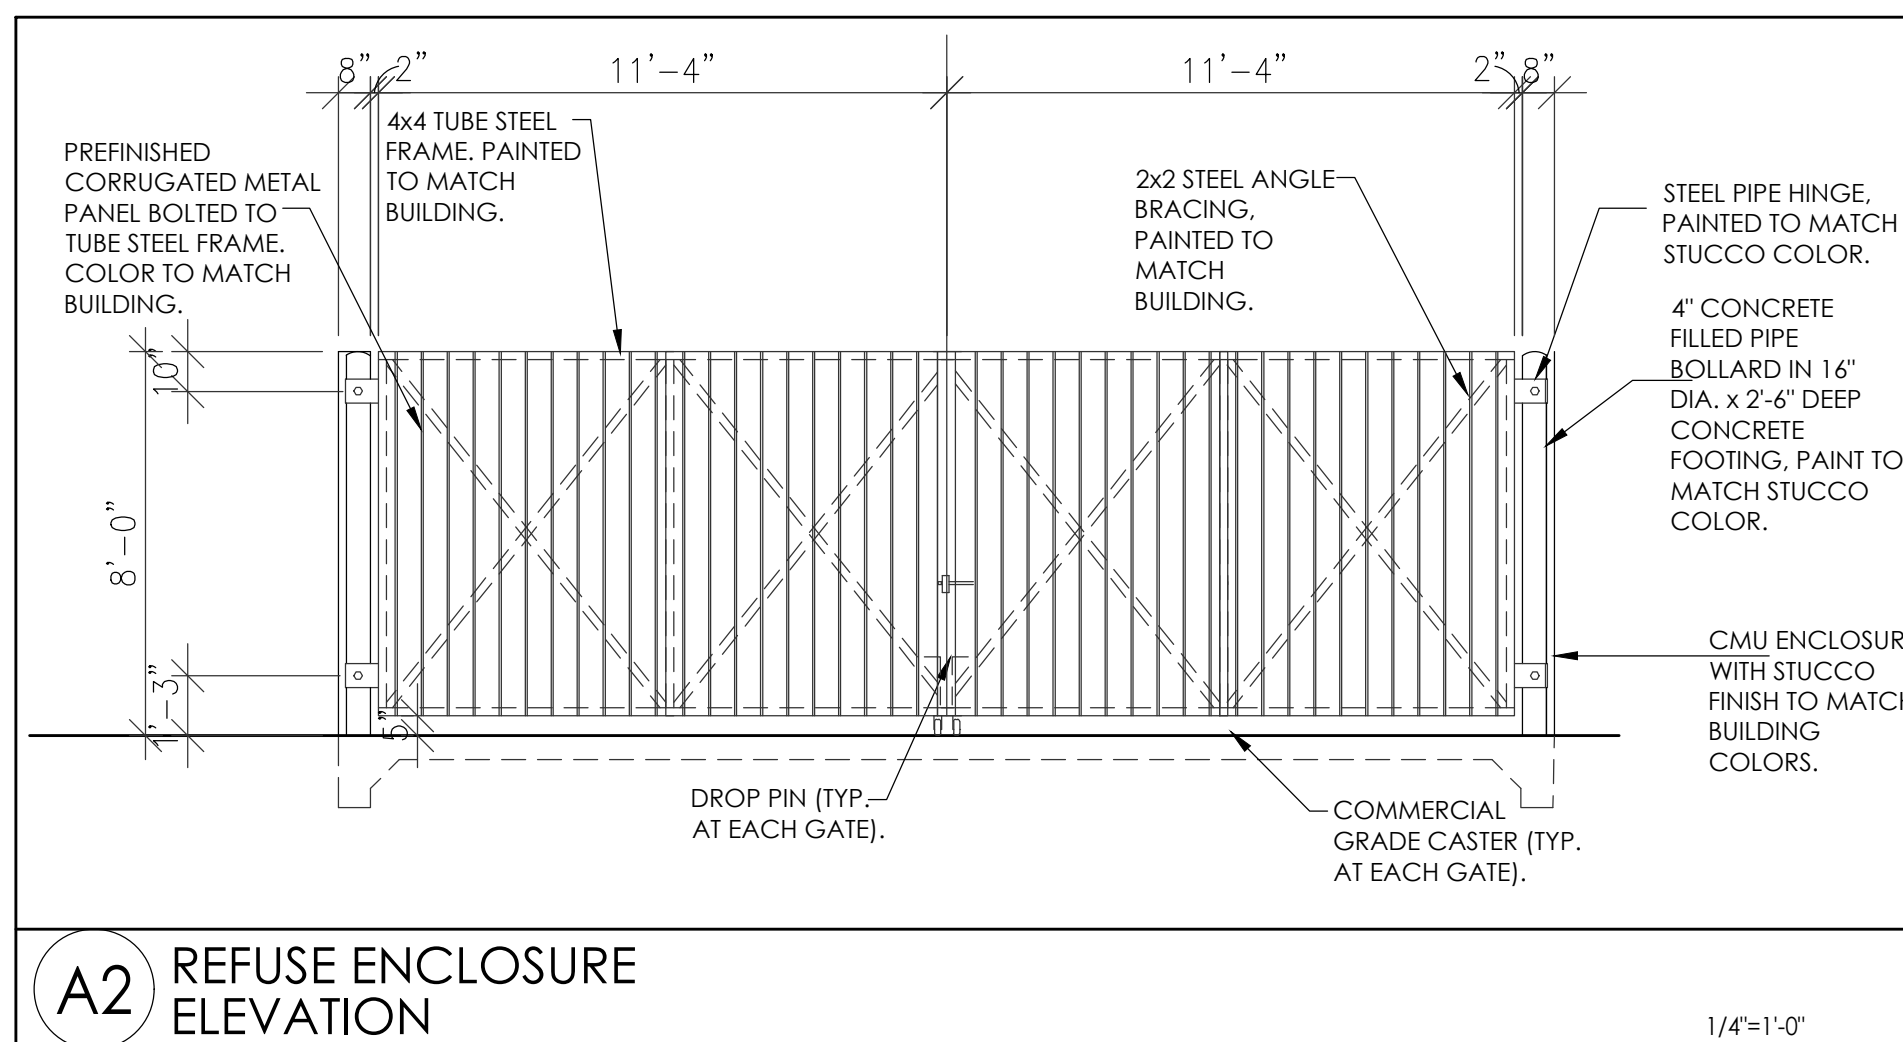 8" 2" 11'-4" 11'-4" 2" 8"
4x4 TUBE STEEL
FRAME. PAINTED
TO MATCH
BUILDING.
PREFINISHED
CORRUGATED METAL
PANEL BOLTED TO
TUBE STEEL FRAME.
COLOR TO MATCH
BUILDING.
2x2 STEEL ANGLE
BRACING,
PAINTED TO
MATCH
BUILDING.
STEEL PIPE HINGE,
PAINTED TO MATCH
STUCCO COLOR.
4" CONCRETE
FILLED PIPE
BOLLARD IN 16"
DIA. x 2'-6" DEEP
CONCRETE
FOOTING, PAINT TO
MATCH STUCCO
COLOR.
10"
8'-0"
1'-3"
5"
CMU ENCLOSUR
WITH STUCCO
FINISH TO MATCH
BUILDING
COLORS.
DROP PIN (TYP.
AT EACH GATE).
COMMERCIAL
GRADE CASTER (TYP.
AT EACH GATE).
A2
REFUSE ENCLOSURE
ELEVATION
1/4"=1'-0"